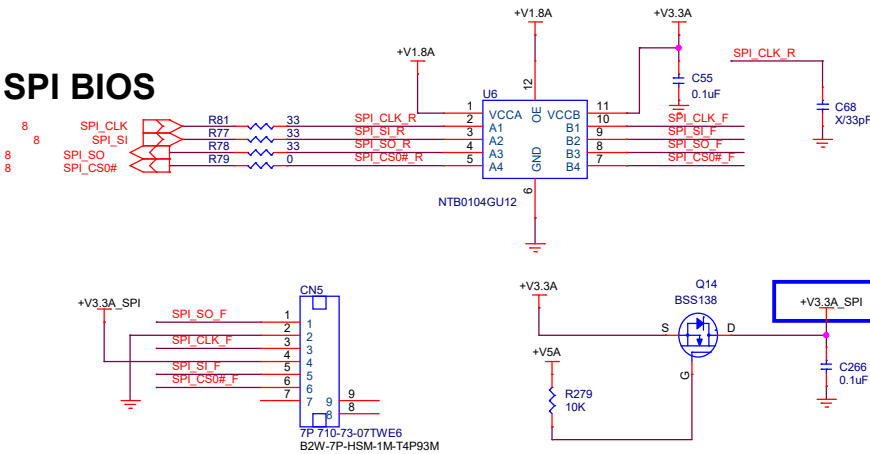 +V1.8A
+V3.3A
+V1.8A
SPI_CLK_R
SPI BIOS
12
U6
C55
0.1uF
C68
X/33pF
8 SPI_CLK R81 33 SPI_CLK_R 1 VCCA OE VCCB 11
8 SPI_SI R77 33 SPI_SI_R 2 A1 B1 10 SPI_CLK_F
8 SPI_SO R78 33 SPI_SO_R 3 A2 B2 9 SPI_SI_F
8 SPI_CS0# R79 0 SPI_CS0#_R 4 A3 GND B3 8 SPI_SO_F
5 A4 B4 7 SPI_CS0#_F
6
NTB0104GU12
+V3.3A_SPI
CN5
SPI_SO_F 1 1
2 2
SPI_CLK_F 3 3
4 4
SPI_SI_F 5 5
SPI_CS0#_F 6 6
7 7 9 9
8 8
7P 710-73-07TWE6
B2W-7P-HSM-1M-T4P93M
+V3.3A
Q14
BSS138
+V3.3A_SPI
S D
G
+V5A
R279
10K
C266
0.1uF